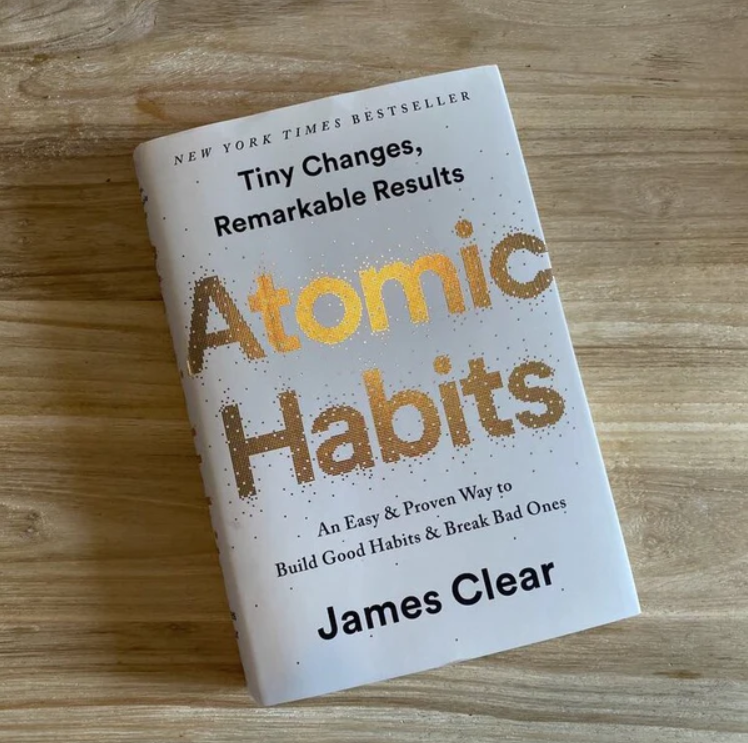 NEW YORK TIMES BESTSELLER
Tiny Changes,
Remarkable Results
Atomic
Habits
An Easy & Proven Way to
Build Good Habits & Break Bad Ones
James Clear